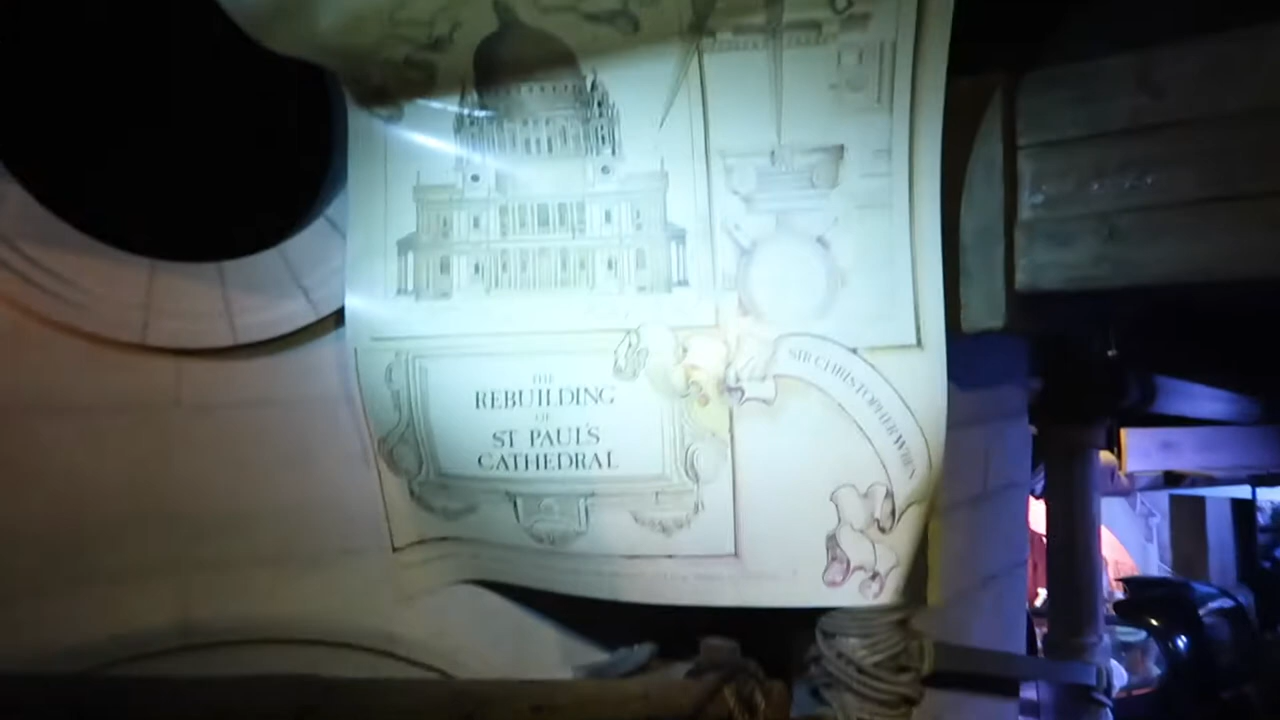 THE
REBUILDING
OF
ST PAUL'S
CATHEDRAL
SIR CHRISTOPHER WREN